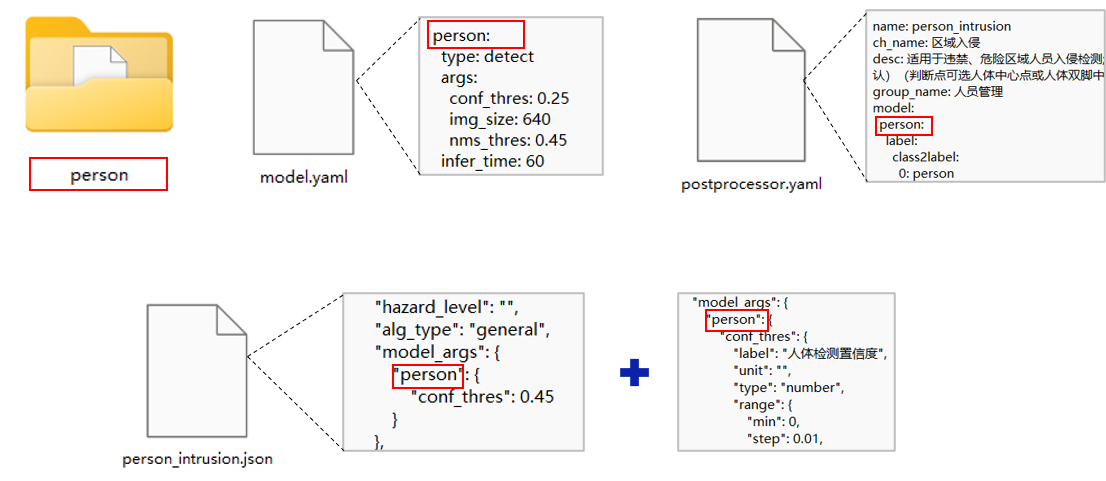 person
person:
type: detect
args:
conf_thres: 0.25
img_size: 640
nms_thres: 0.45
infer_time: 60
model.yaml
name: person_intrusion
ch_name: 区域入侵
desc: 适用于违禁、危险区域人员入侵检测;
认）（判断点可选人体中心点或人体双脚中
group_name: 人员管理
model:
person:
label:
class2label:
0: person
postprocessor.yaml
"hazard_level": "",
"alg_type": "general",
"model_args": {
"person": {
"conf_thres": 0.45
}
},
person_intrusion.json
"model_args": {
"person": {
"conf_thres": {
"label": "人体检测置信度",
"unit": "",
"type": "number",
"range": {
"min": 0,
"step": 0.01,